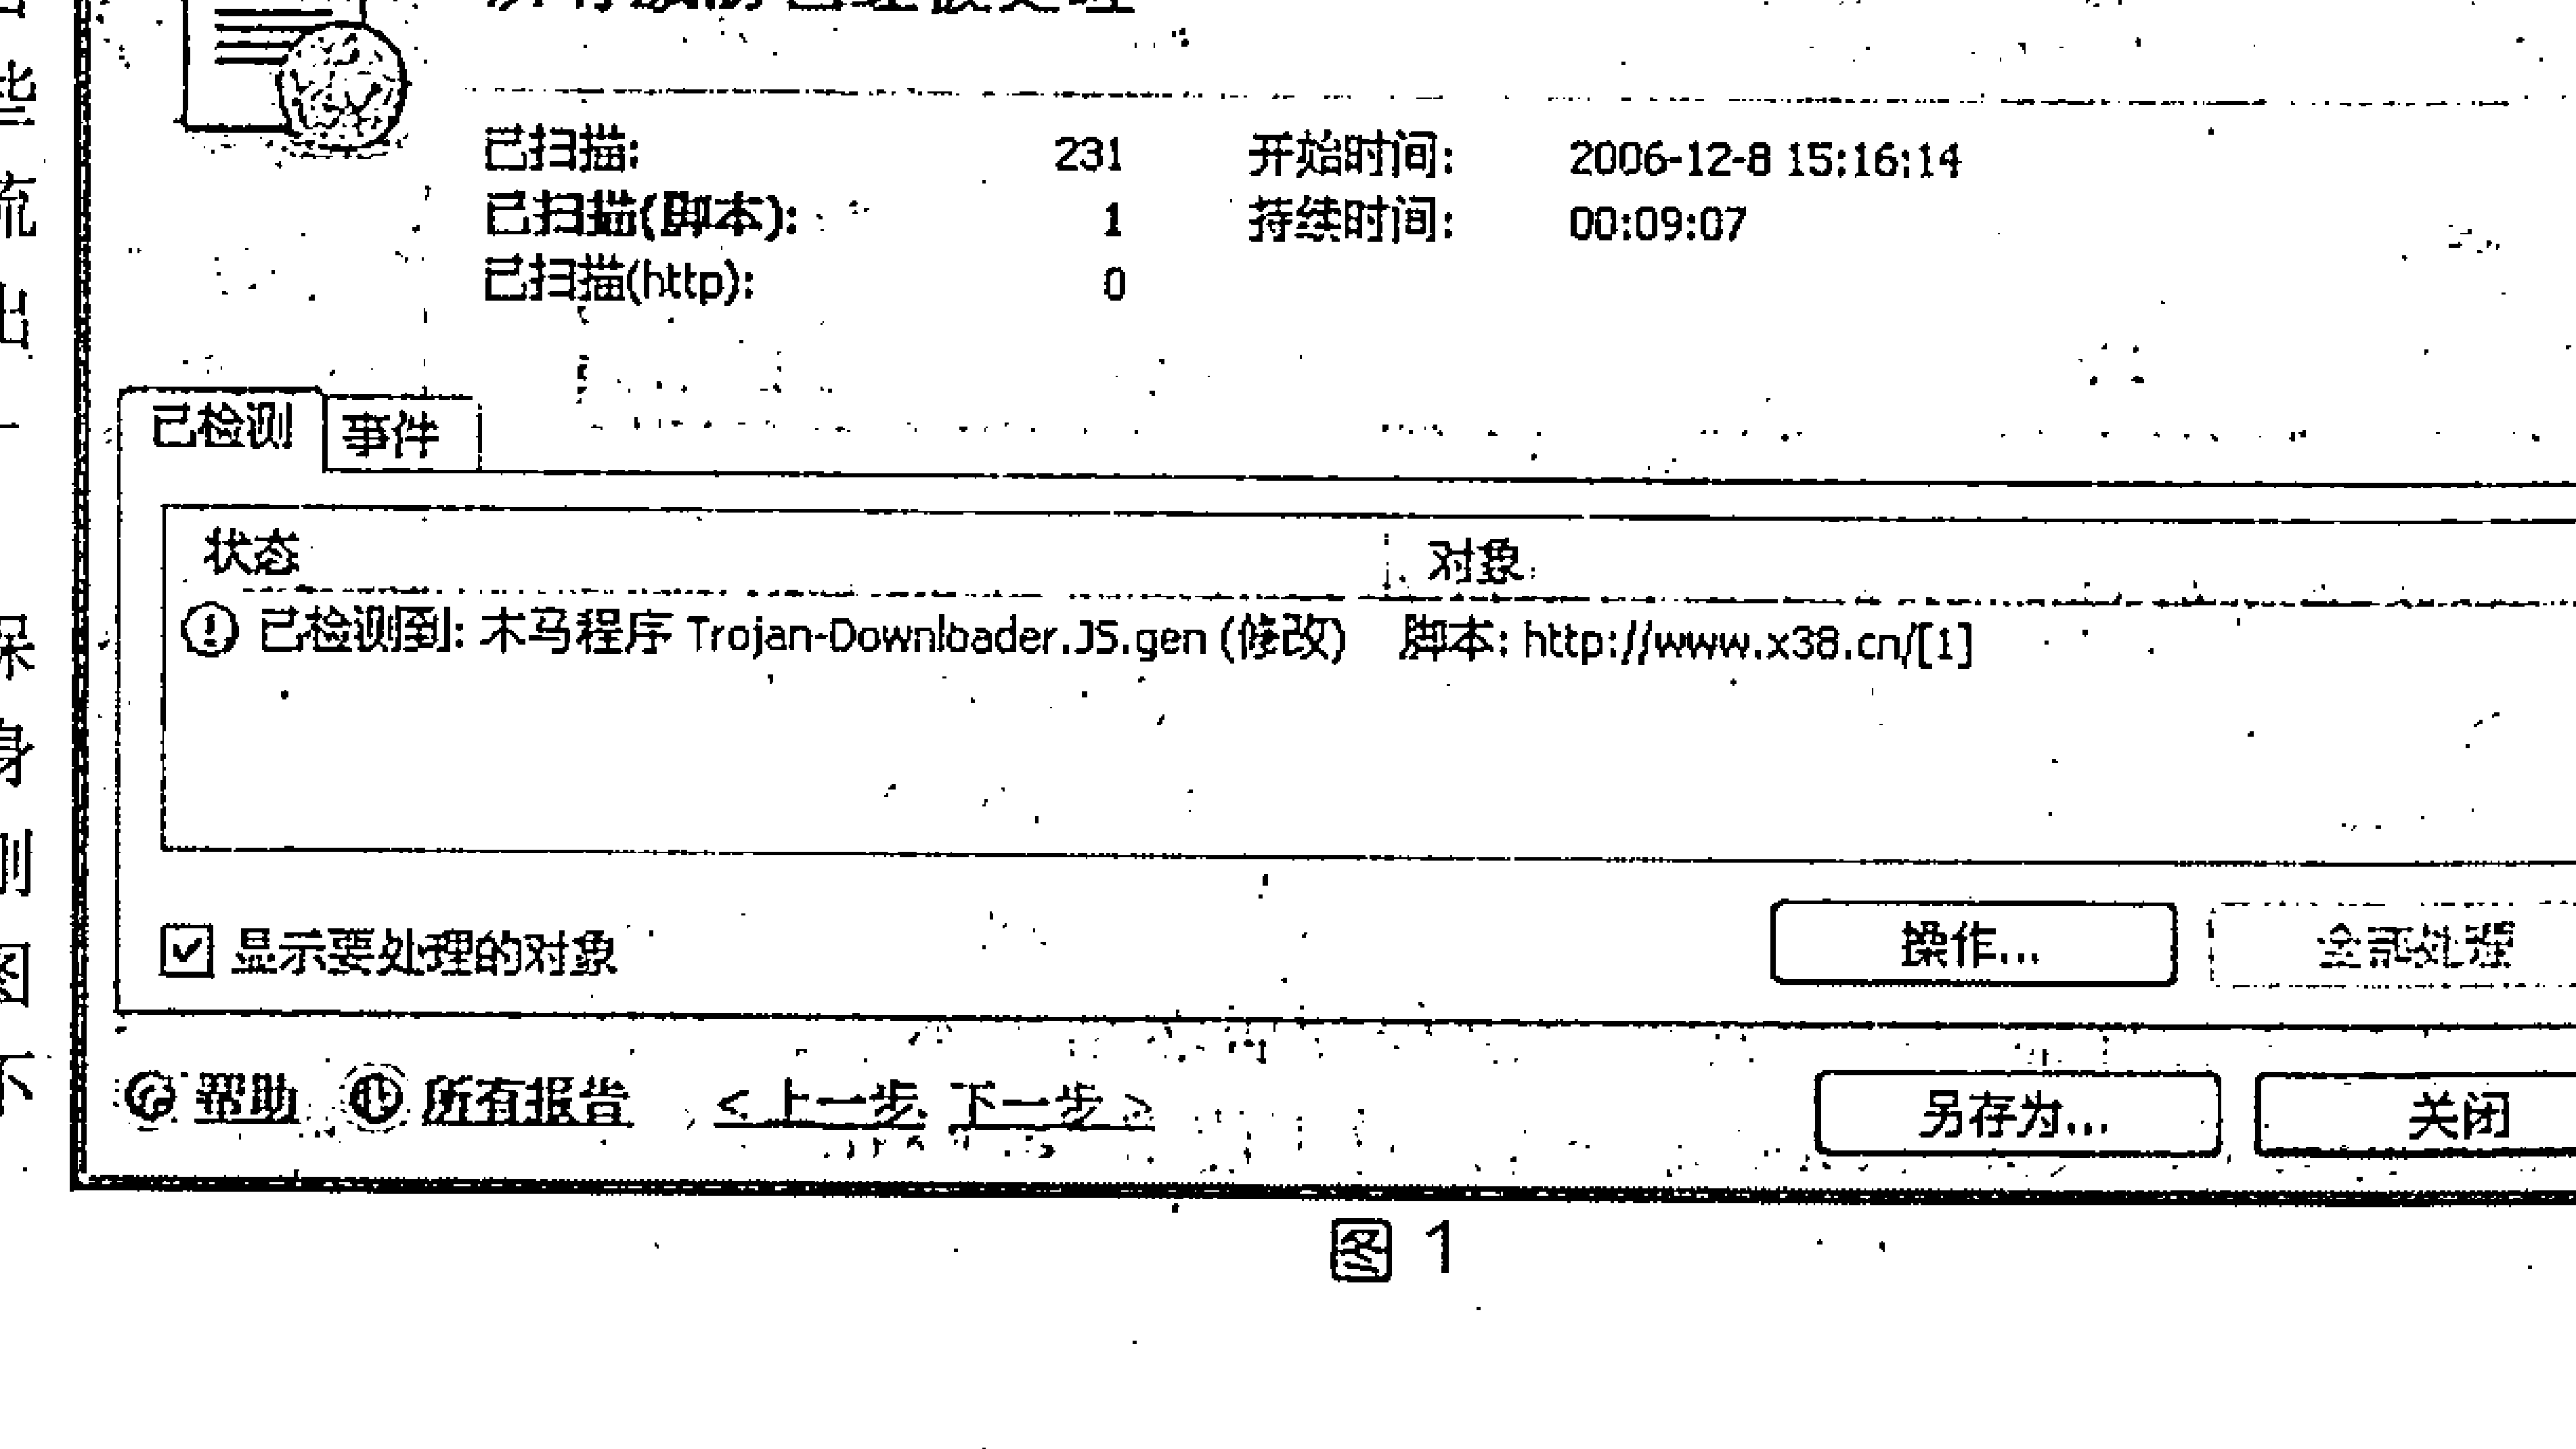 已扫描: 231 开始时间: 2006-12-8 15:16:14
已扫描(脚本): 1 持续时间: 00:09:07
已扫描(http): 0
已检测 事件
状态 对象
已检测到: 木马程序 Trojan-Downloader.JS.gen (修改) 脚本: http://www.x38.cn/[1]
显示要处理的对象 操作... 全部处理
帮助 所有报告 < 上一步 下一步 > 另存为... 关闭
图 1